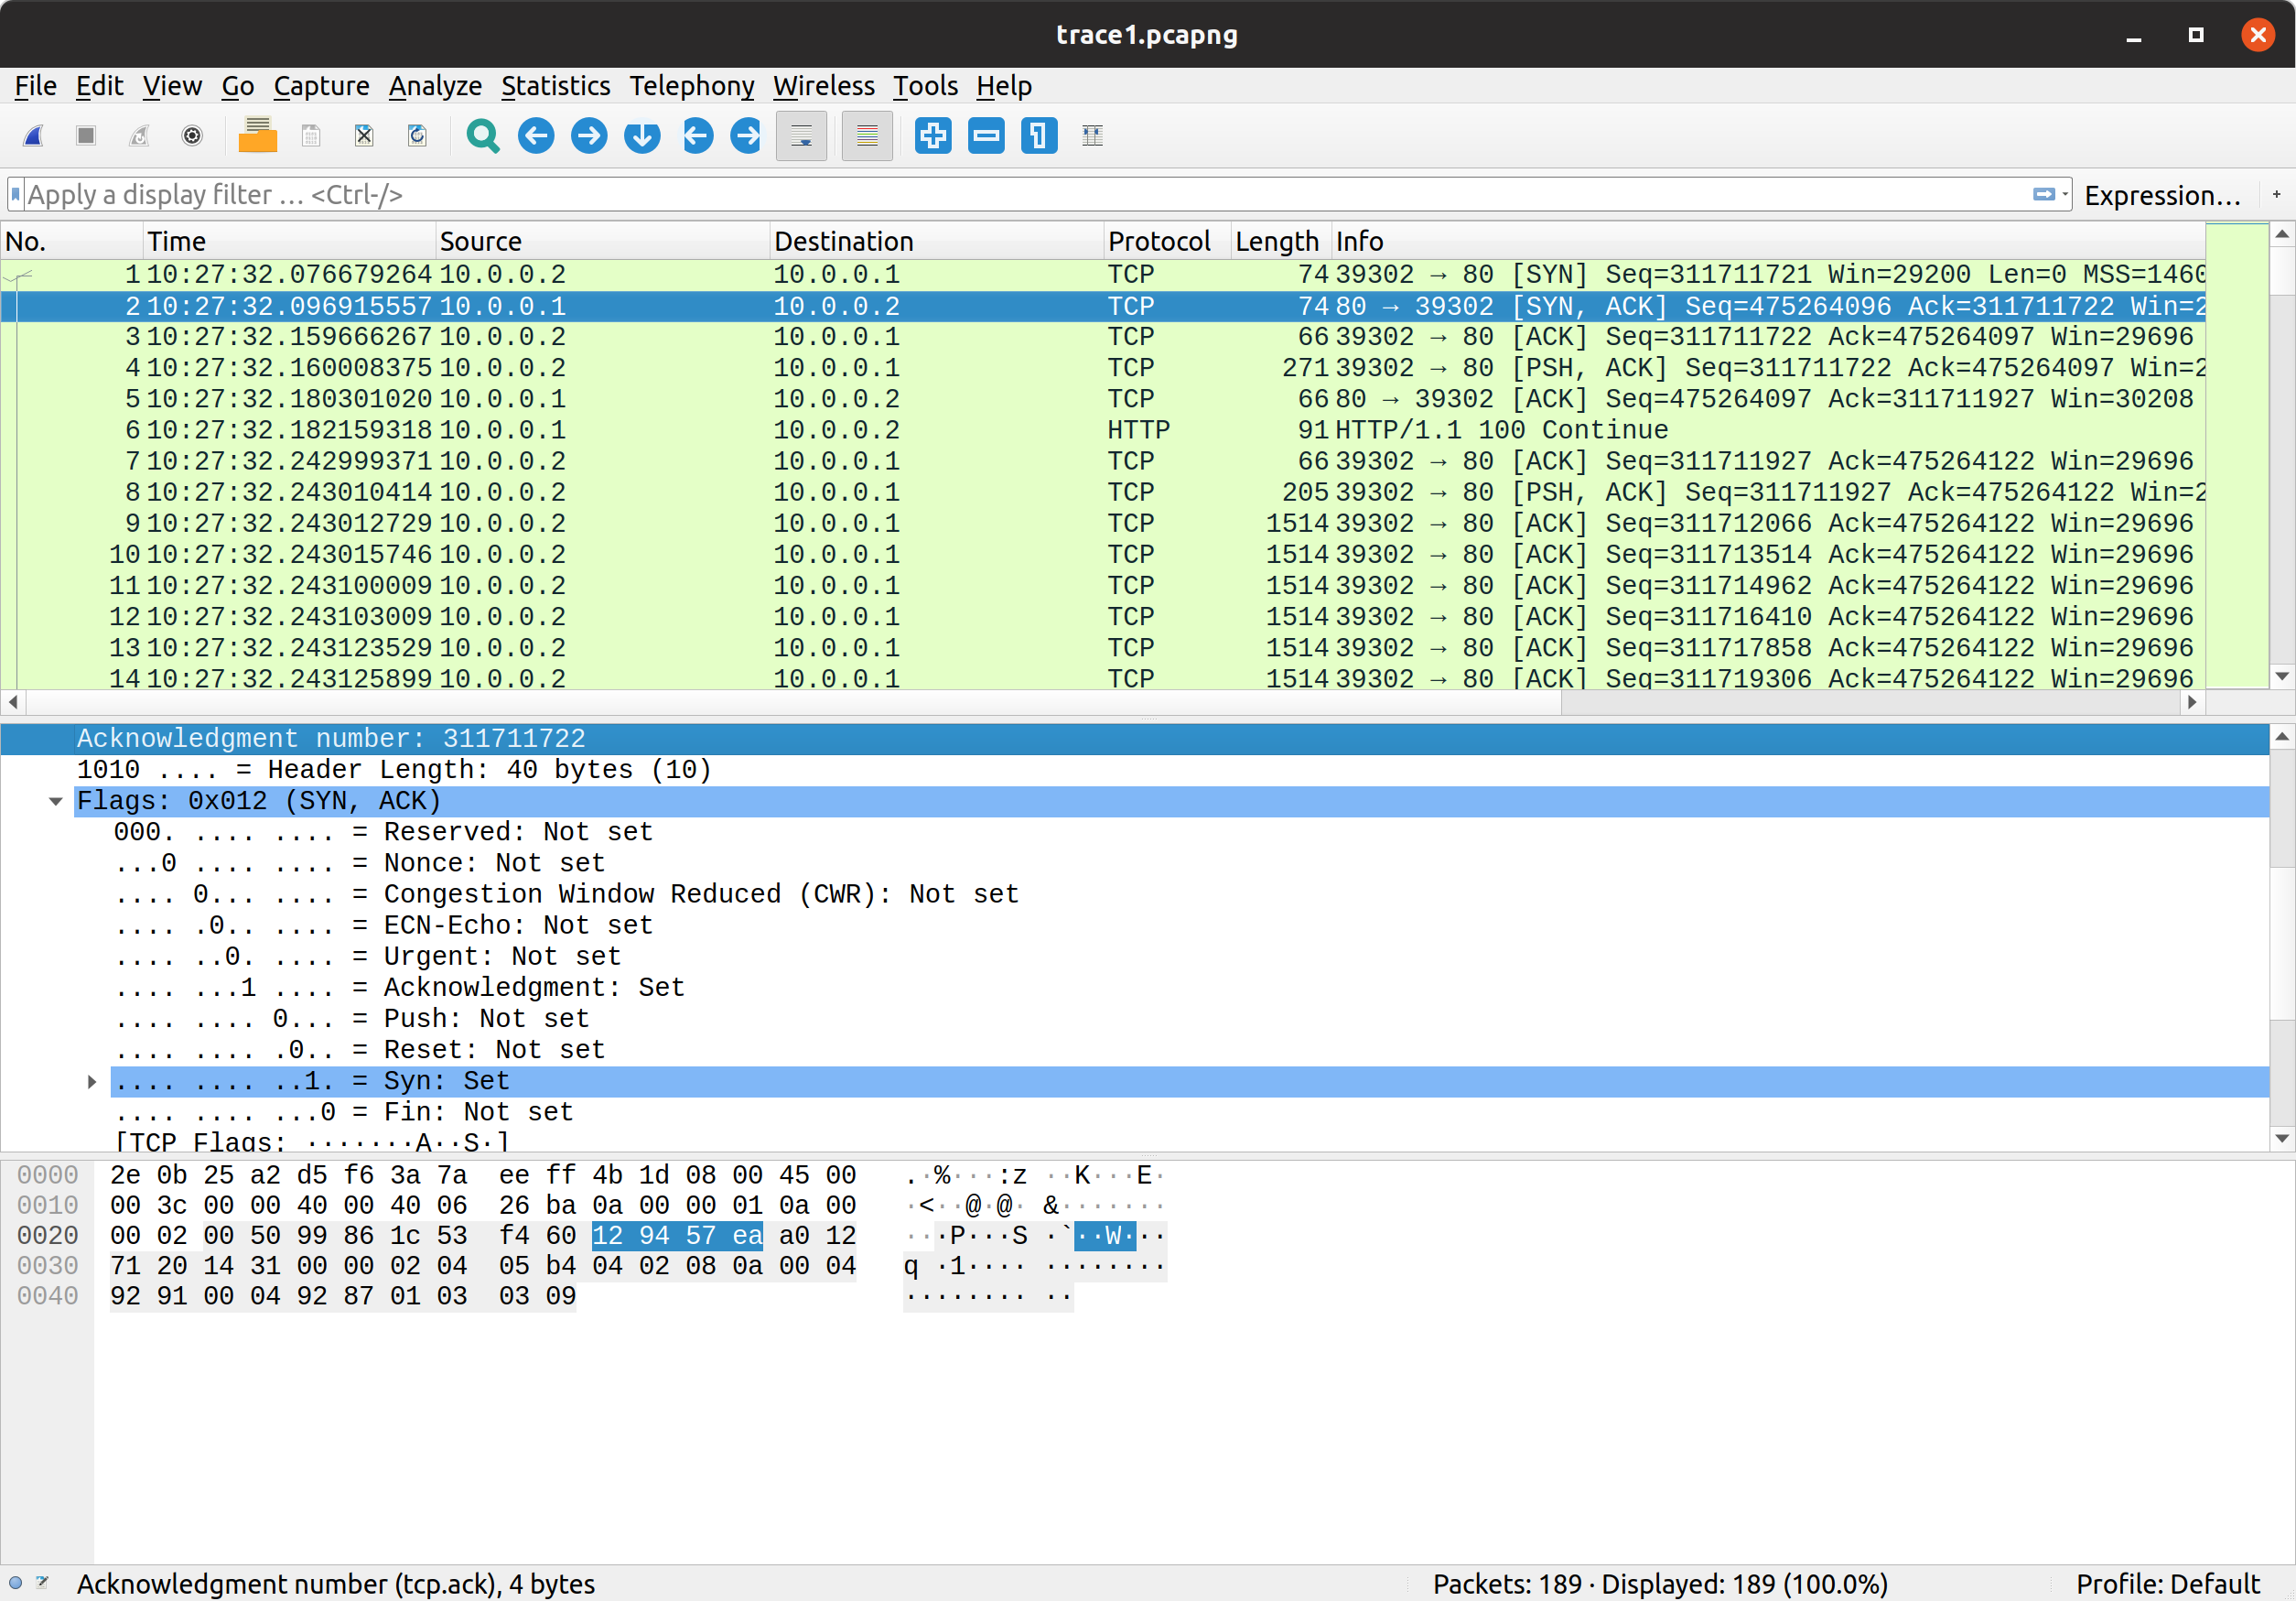 trace1.pcapng
File Edit View Go Capture Analyze Statistics Telephony Wireless Tools Help
Apply a display filter … <Ctrl-/> Expression… +
No. Time Source Destination Protocol Length Info
1 10:27:32.076679264 10.0.0.2 10.0.0.1 TCP 74 39302 → 80 [SYN] Seq=311711721 Win=29200 Len=0 MSS=1460
2 10:27:32.096915557 10.0.0.1 10.0.0.2 TCP 74 80 → 39302 [SYN, ACK] Seq=475264096 Ack=311711722 Win=2
3 10:27:32.159666267 10.0.0.2 10.0.0.1 TCP 66 39302 → 80 [ACK] Seq=311711722 Ack=475264097 Win=29696
4 10:27:32.160008375 10.0.0.2 10.0.0.1 TCP 271 39302 → 80 [PSH, ACK] Seq=311711722 Ack=475264097 Win=2
5 10:27:32.180301020 10.0.0.1 10.0.0.2 TCP 66 80 → 39302 [ACK] Seq=475264097 Ack=311711927 Win=30208
6 10:27:32.182159318 10.0.0.1 10.0.0.2 HTTP 91 HTTP/1.1 100 Continue
7 10:27:32.242999371 10.0.0.2 10.0.0.1 TCP 66 39302 → 80 [ACK] Seq=311711927 Ack=475264122 Win=29696
8 10:27:32.243010414 10.0.0.2 10.0.0.1 TCP 205 39302 → 80 [PSH, ACK] Seq=311711927 Ack=475264122 Win=2
9 10:27:32.243012729 10.0.0.2 10.0.0.1 TCP 1514 39302 → 80 [ACK] Seq=311712066 Ack=475264122 Win=29696
10 10:27:32.243015746 10.0.0.2 10.0.0.1 TCP 1514 39302 → 80 [ACK] Seq=311713514 Ack=475264122 Win=29696
11 10:27:32.243100009 10.0.0.2 10.0.0.1 TCP 1514 39302 → 80 [ACK] Seq=311714962 Ack=475264122 Win=29696
12 10:27:32.243103009 10.0.0.2 10.0.0.1 TCP 1514 39302 → 80 [ACK] Seq=311716410 Ack=475264122 Win=29696
13 10:27:32.243123529 10.0.0.2 10.0.0.1 TCP 1514 39302 → 80 [ACK] Seq=311717858 Ack=475264122 Win=29696
14 10:27:32.243125899 10.0.0.2 10.0.0.1 TCP 1514 39302 → 80 [ACK] Seq=311719306 Ack=475264122 Win=29696
Acknowledgment number: 311711722
1010 .... = Header Length: 40 bytes (10)
Flags: 0x012 (SYN, ACK)
000. .... .... = Reserved: Not set
...0 .... .... = Nonce: Not set
.... 0... .... = Congestion Window Reduced (CWR): Not set
.... .0.. .... = ECN-Echo: Not set
.... ..0. .... = Urgent: Not set
.... ...1 .... = Acknowledgment: Set
.... .... 0... = Push: Not set
.... .... .0.. = Reset: Not set
.... .... ..1. = Syn: Set
.... .... ...0 = Fin: Not set
[TCP Flags: ·······A··S·]
0000 2e 0b 25 a2 d5 f6 3a 7a ee ff 4b 1d 08 00 45 00 .·%···:z ··K···E·
0010 00 3c 00 00 40 00 40 06 26 ba 0a 00 00 01 0a 00 ·<··@·@· &·······
0020 00 02 00 50 99 86 1c 53 f4 60 12 94 57 ea a0 12 ···P···S ·`··W···
0030 71 20 14 31 00 00 02 04 05 b4 04 02 08 0a 00 04 q ·1···· ········
0040 92 91 00 04 92 87 01 03 03 09 ········ ··
Acknowledgment number (tcp.ack), 4 bytes Packets: 189 · Displayed: 189 (100.0%) Profile: Default